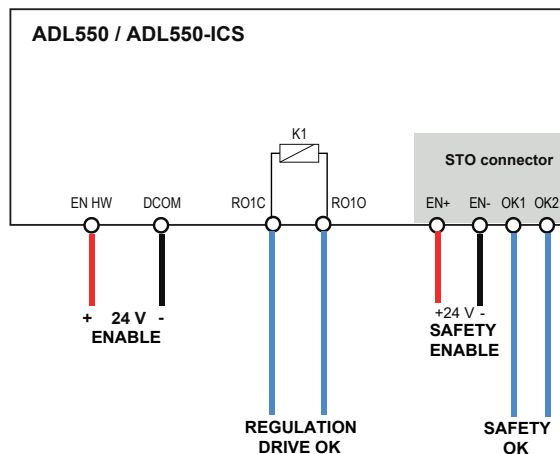 ADL550 / ADL550-ICS
K1
STO connector
EN HW DCOM RO1C RO1O EN+ EN- OK1 OK2
+ 24 V -
ENABLE
+24 V -
SAFETY
ENABLE
REGULATION
DRIVE OK
SAFETY
OK